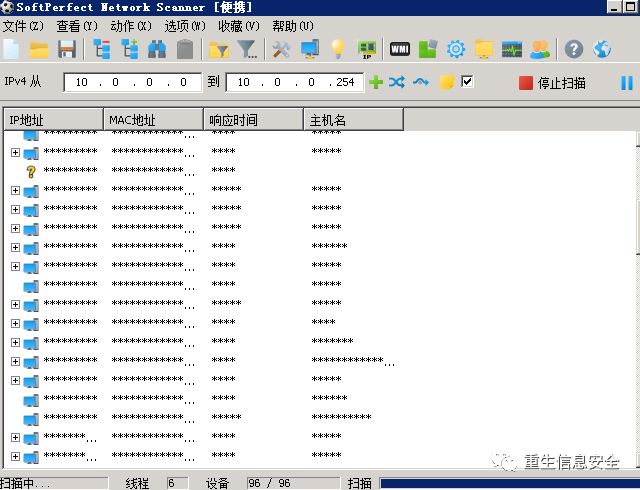 SoftPerfect Network Scanner [便携]
文件(Z) 查看(Y) 动作(X) 选项(W) 收藏(V) 帮助(U)
IP
WMI
IPv4 从 10 . 0 . 0 . 0 到 10 . 0 . 0 .254 停止扫描
IP地址 MAC地址 响应时间 主机名
********* ************... **** *****
********* ************... **** *****
********* ************... ****
********* ************... ***** *****
********* ************... ***** *****
********* ************... ***** *****
********* ************... **** ******
********* ************... **** *****
********* ************... **** *****
********* ************... ***** *****
********* ************... **** ****
********* ************... **** *******
********* ************... **** ************...
********* ************... **** *****
********* ************... **** ******
********* ************... ***** **********
*******... ************... **** *****
*******... ************... **** *****
重生信息安全
扫描中... 线程 6 设备 96 / 96 扫描